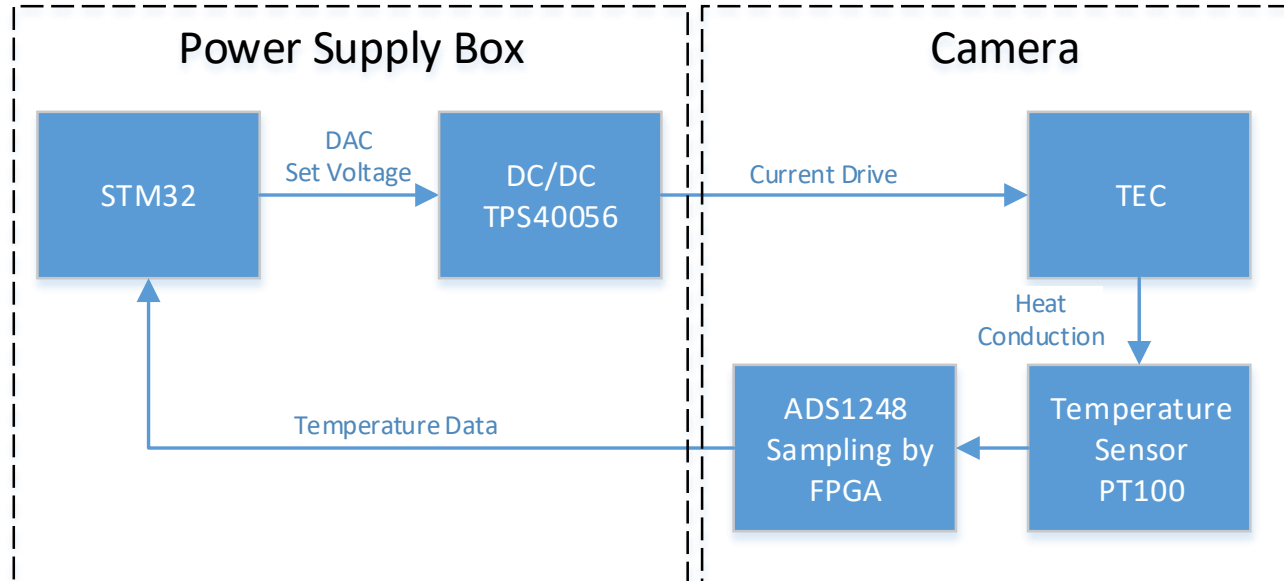 Power Supply Box
Camera
STM32
DAC
Set Voltage
DC/DC
TPS40056
Current Drive
TEC
Heat
Conduction
Temperature Data
ADS1248
Sampling by
FPGA
Temperature
Sensor
PT100